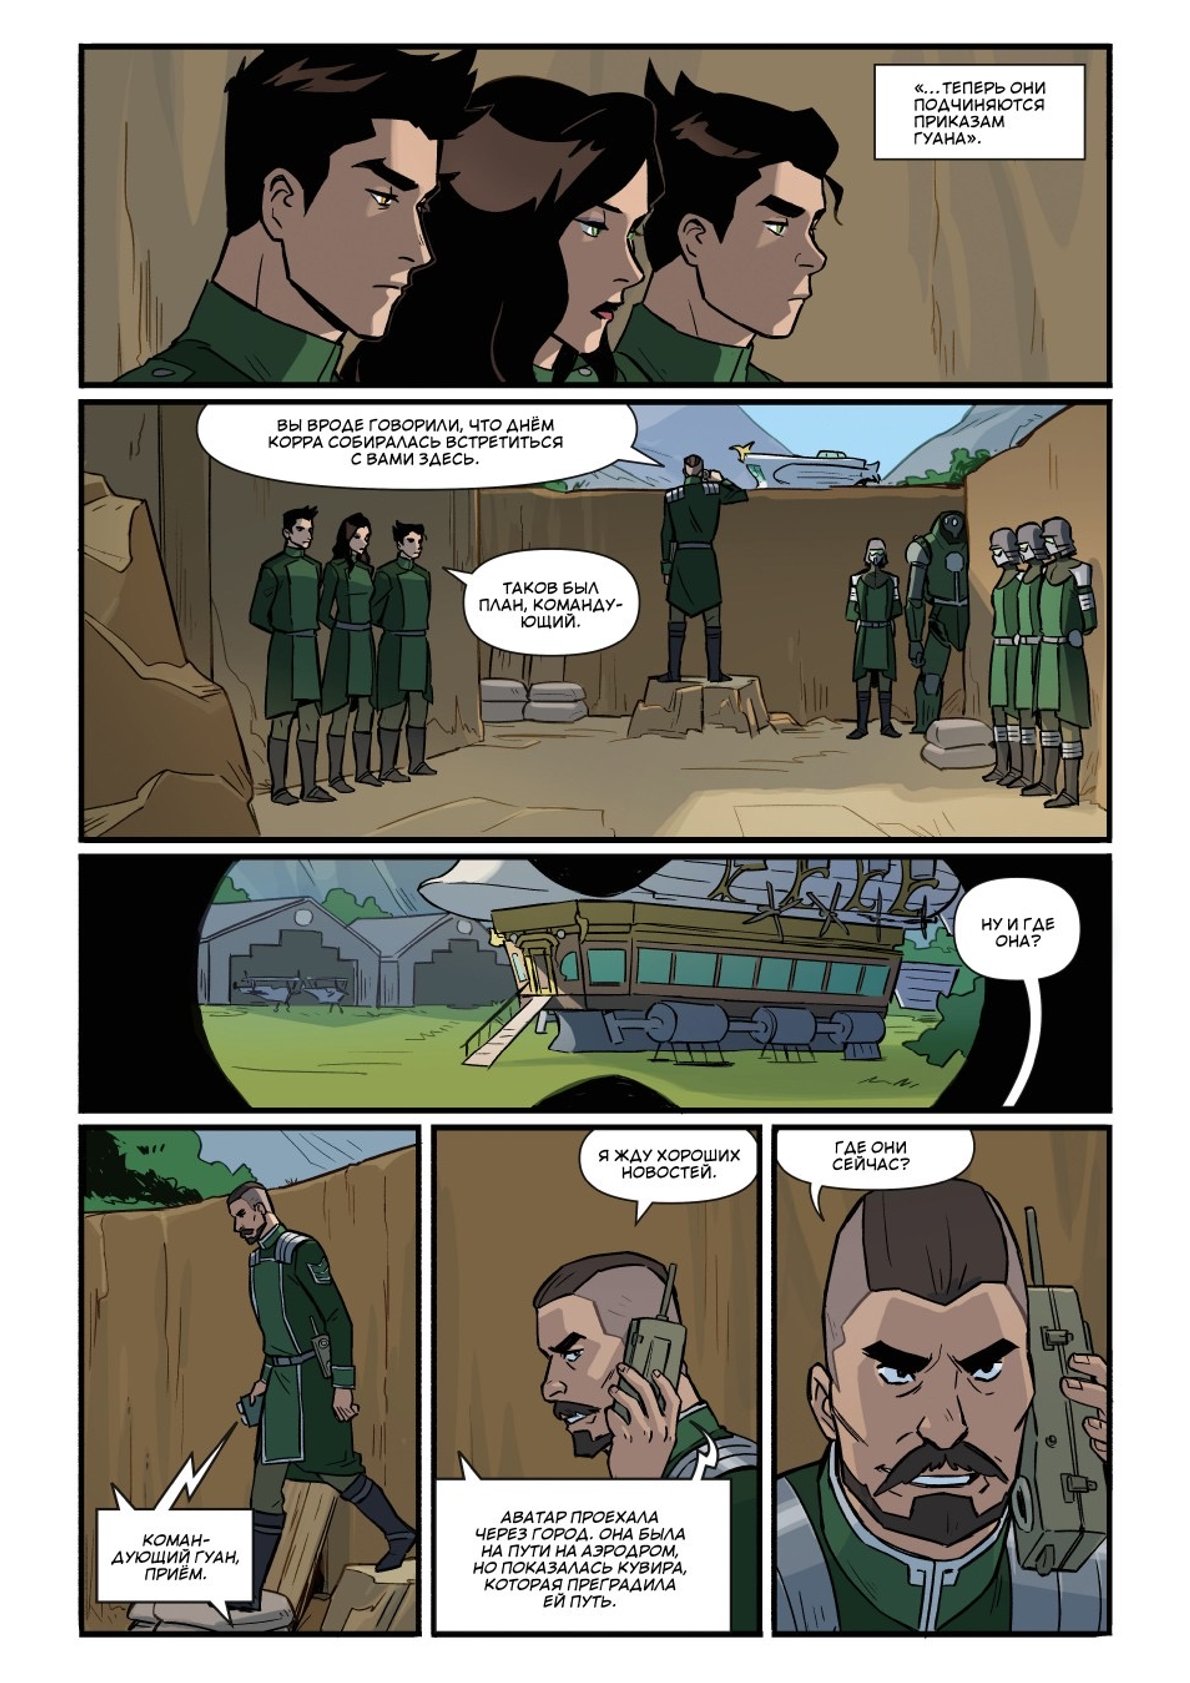 «...ТЕПЕРЬ ОНИ
ПОДЧИНЯЮТСЯ
ПРИКАЗАМ
ГУАНА».
ВЫ ВРОДЕ ГОВОРИЛИ, ЧТО ДНЁМ
КОРРА СОБИРАЛАСЬ ВСТРЕТИТЬСЯ
С ВАМИ ЗДЕСЬ.
ТАКОВ БЫЛ
ПЛАН, КОМАНДУ-
ЮЩИЙ.
НУ И ГДЕ
ОНА?
КОМАН-
ДУЮЩИЙ ГУАН,
ПРИЁМ.
Я ЖДУ ХОРОШИХ
НОВОСТЕЙ.
АВАТАР ПРОЕХАЛА
ЧЕРЕЗ ГОРОД. ОНА БЫЛА
НА ПУТИ НА АЭРОДРОМ,
НО ПОКАЗАЛАСЬ КУВИРА,
КОТОРАЯ ПРЕГРАДИЛА
ЕЙ ПУТЬ.
ГДЕ ОНИ
СЕЙЧАС?